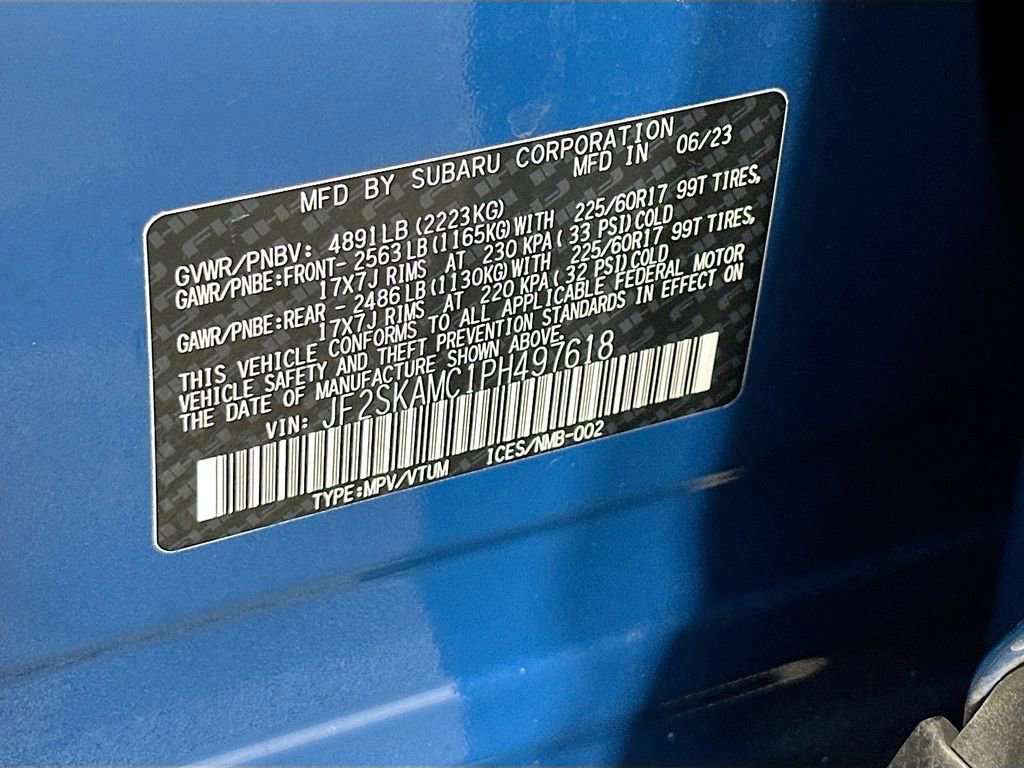 MFD BY SUBARU CORPORATION
MFD IN 06/23
GVWR/PNBV: 4891LB(2223KG)
GAWR/PNBE:FRONT- 2563LB(1165KG)WITH 225/60R17 99T TIRES,
17X7J RIMS AT 230 KPA( 33 PSI)COLD
GAWR/PNBE:REAR - 2486LB(1130KG)WITH 225/60R17 99T TIRES,
17X7J RIMS AT 220 KPA( 32 PSI)COLD
THIS VEHICLE CONFORMS TO ALL APPLICABLE FEDERAL MOTOR
VEHICLE SAFETY AND THEFT PREVENTION STANDARDS IN EFFECT ON
THE DATE OF MANUFACTURE SHOWN ABOVE.
VIN: JF2SKAMC1PH497618
TYPE:MPV/VTUM ICES/NMB-002